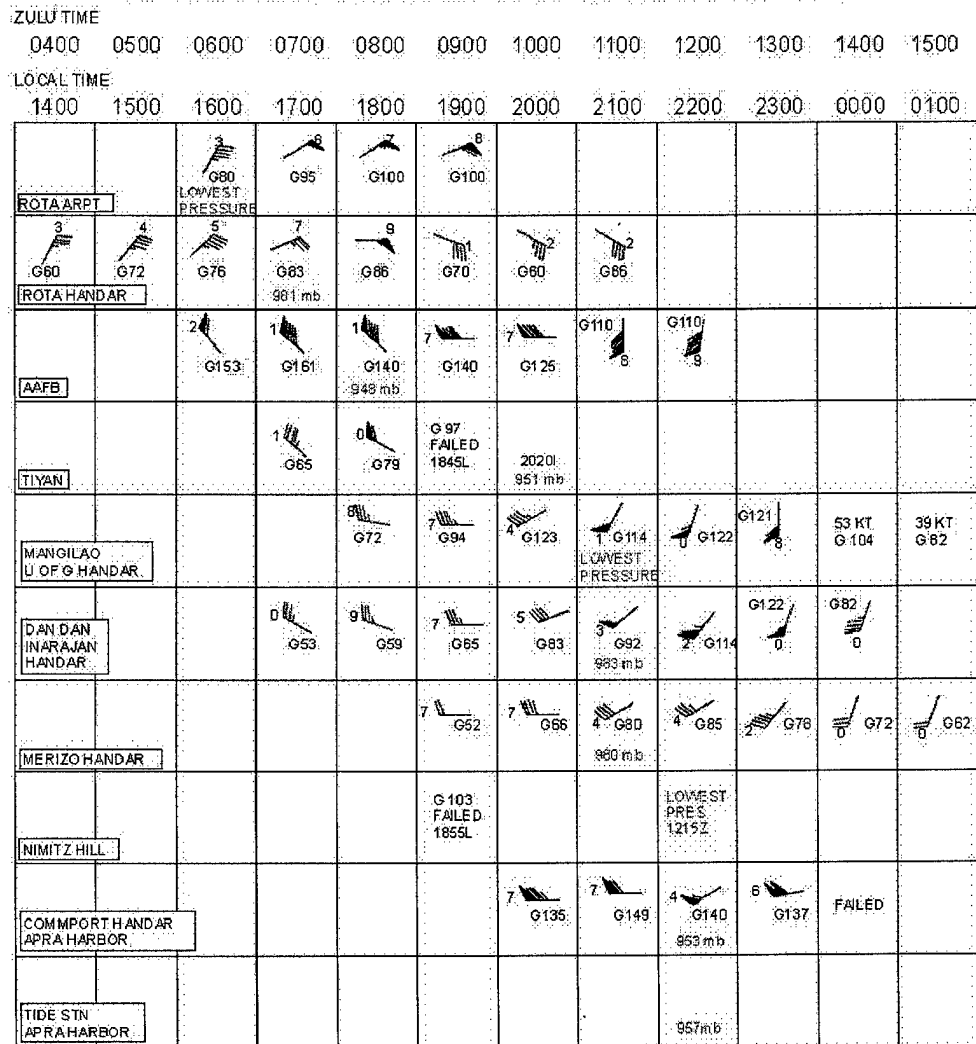 ZULU TIME
0400 0500 0600 0700 0800 0900 1000 1100 1200 1300 1400 1500
LOCAL TIME
1400 1500 1600 1700 1800 1900 2000 2100 2200 2300 0000 0100
3 8 7 8
G80 G95 G100 G100
LOWEST
PRESSURE
ROTA ARPT
3 4 5 7 9 1 2 2
G60 G72 G76 G83 G86 G70 G60 G66
ROTA HANDAR 981 mb
2 1 1 7 7 G110 G110
G153 G161 G140 G140 G125 8 8
AAFB 948 mb
1 0 G 97
FAILED
1845L
G65 G79 2020l
TIYAN 951 mb
8 7 4 1 0 G121 53 KT 39 KT
G72 G94 G123 G114 G122 8 G 104 G 82
MANGILAO
U OF G HANDAR
LOWEST
PRESSURE
0 9 7 5 3 2 G122 G82
G53 G59 G65 G83 G92 G114 0 0
DAN DAN
INARAJAN
HANDAR
983 mb
7 7 4 4 2 0 0
G52 G66 G80 G85 G78 G72 G62
MERIZO HANDAR 980 mb
G 103
FAILED
1855L
LOWEST
PRES
1215Z
NIMITZ HILL
7 7 4 6 FAILED
G135 G149 G140 G137
COMMPORT HANDAR
APRA HARBOR
953 mb
TIDE STN
APRA HARBOR
957mb